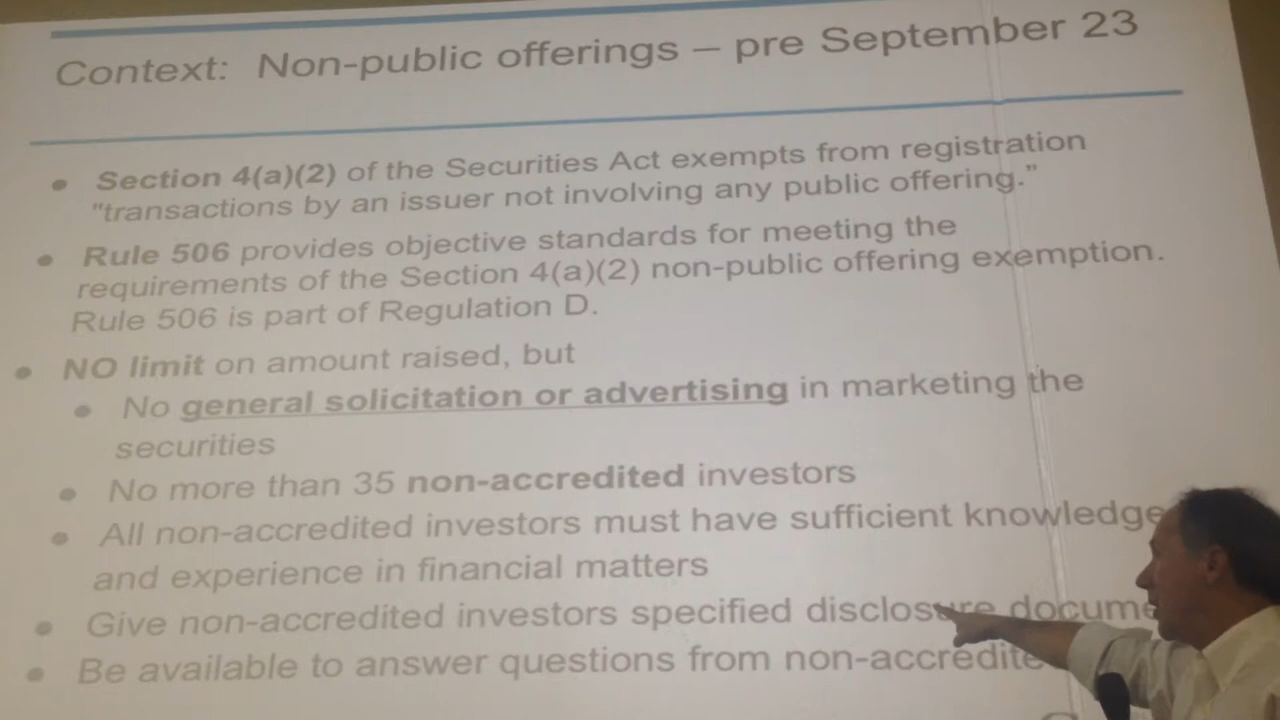 Context: Non-public offerings – pre September 23
• Section 4(a)(2) of the Securities Act exempts from registration
"transactions by an issuer not involving any public offering."
• Rule 506 provides objective standards for meeting the
requirements of the Section 4(a)(2) non-public offering exemption.
Rule 506 is part of Regulation D.
• NO limit on amount raised, but
• No general solicitation or advertising in marketing the
securities
• No more than 35 non-accredited investors
• All non-accredited investors must have sufficient knowledge
and experience in financial matters
• Give non-accredited investors specified disclosure docume
• Be available to answer questions from non-accredite